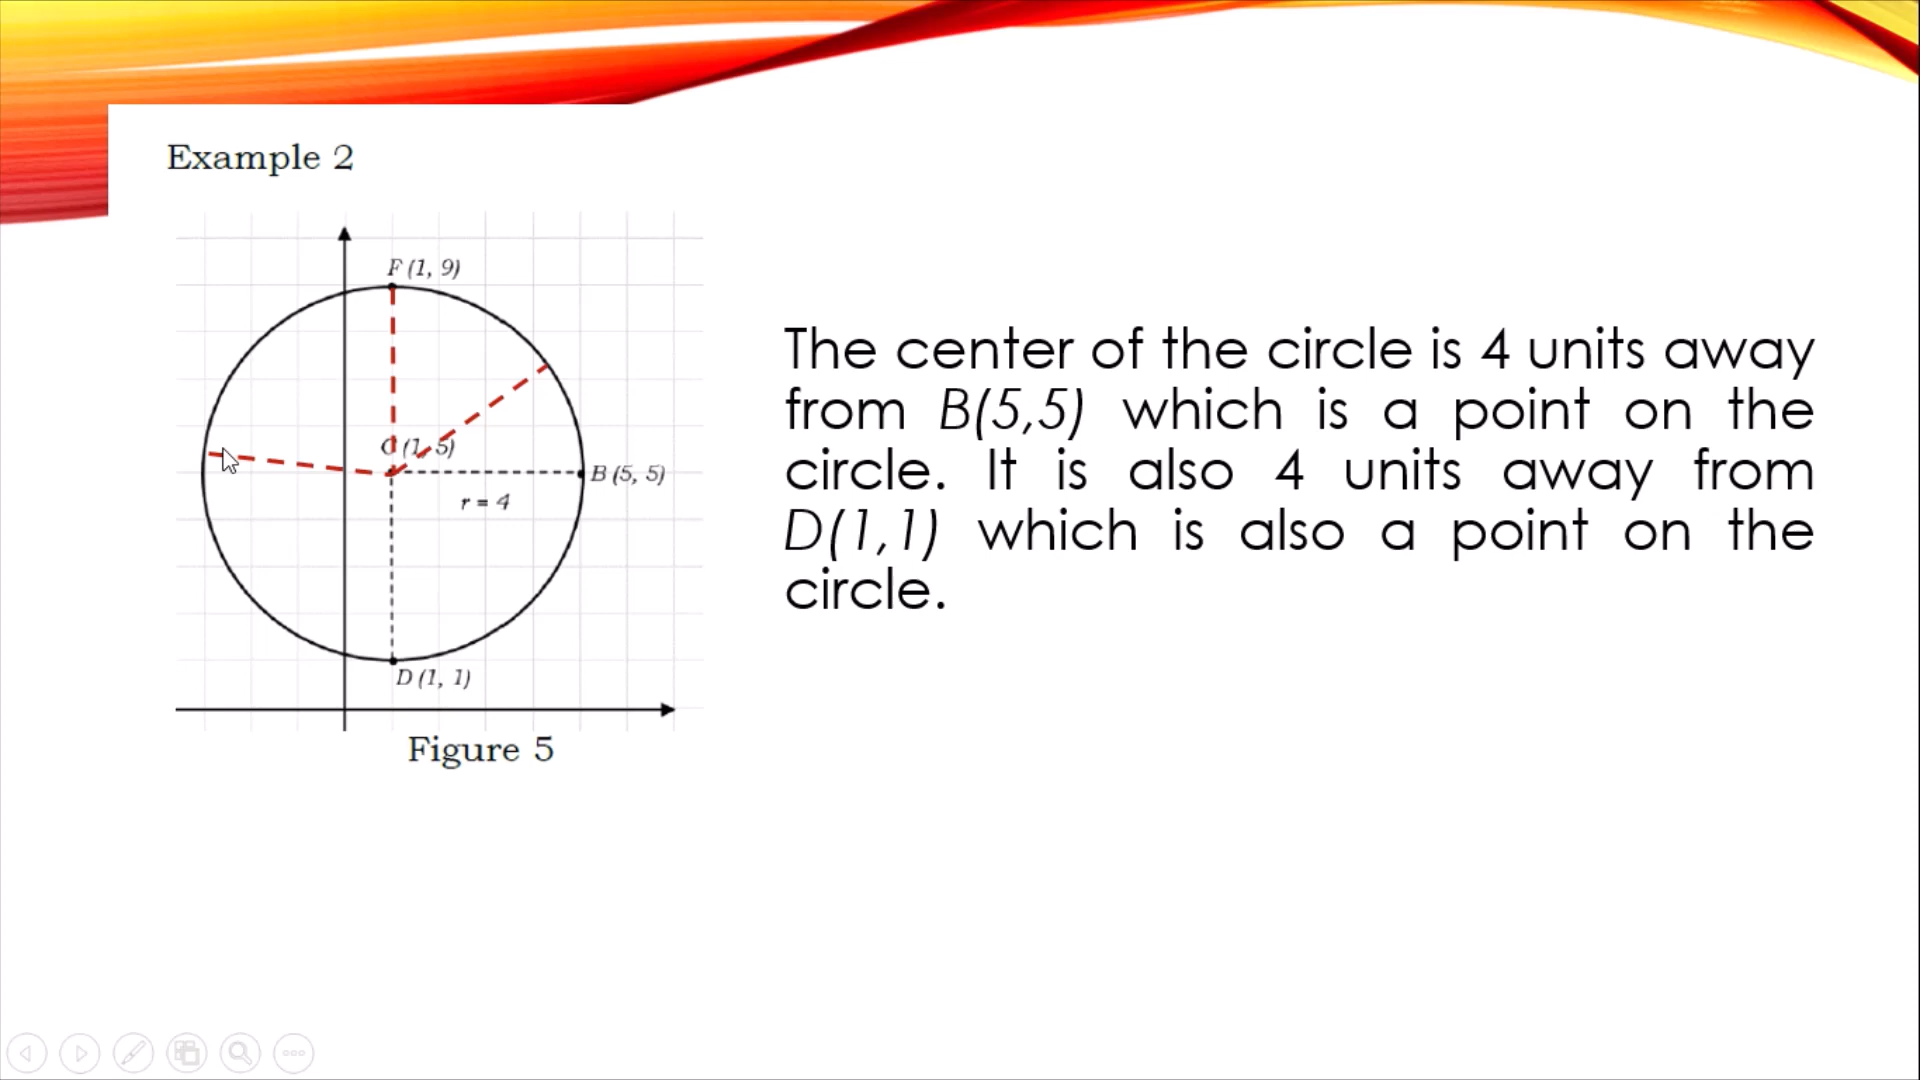 Example 2
F (1, 9)
C (1, 5)
B (5, 5)
r = 4
D (1, 1)
Figure 5
The center of the circle is 4 units away
from B(5,5) which is a point on the
circle. It is also 4 units away from
D(1,1) which is also a point on the
circle.